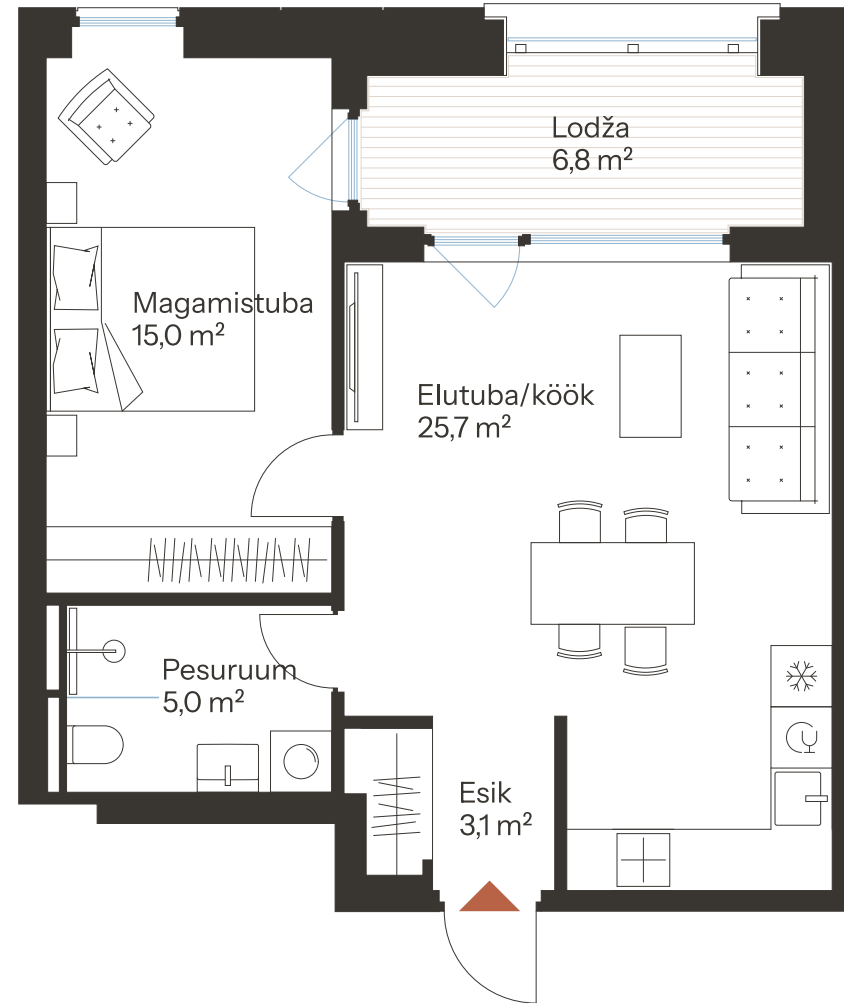 Lodža
6,8 m²
Magamistuba
15,0 m²
Elutuba/köök
25,7 m²
Pesuruum
5,0 m²
Esik
3,1 m²